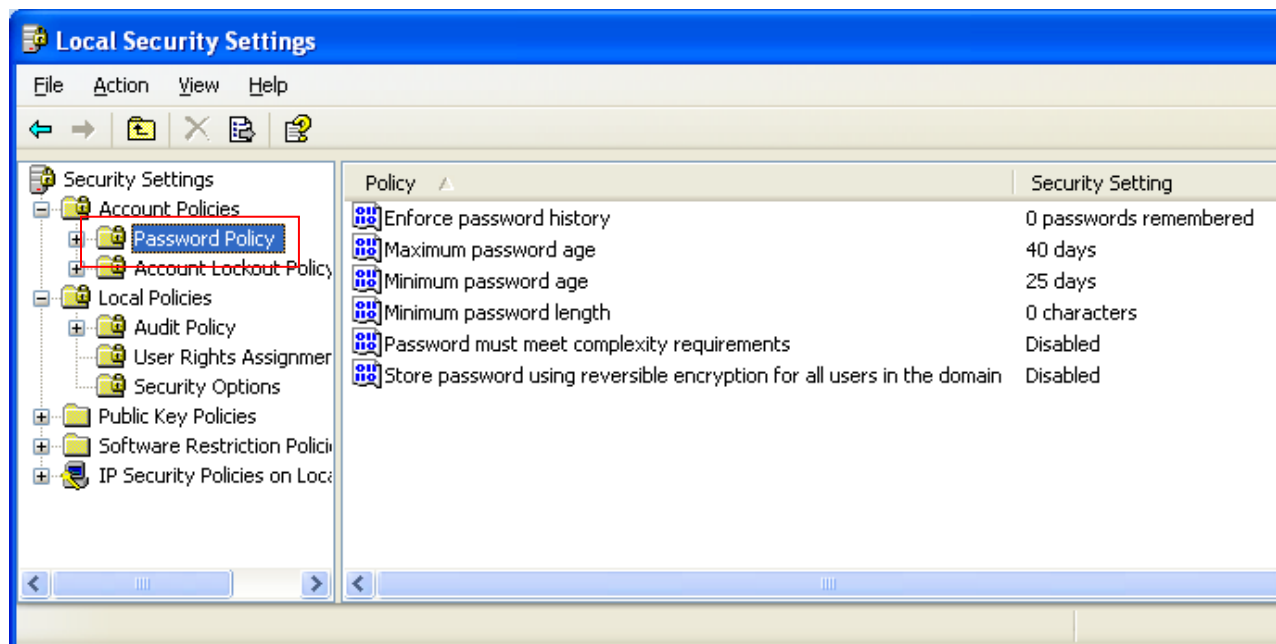 Local Security Settings
File Action View Help
Security Settings
Account Policies
Password Policy
Account Lockout Policy
Local Policies
Audit Policy
User Rights Assignmer
Security Options
Public Key Policies
Software Restriction Polici
IP Security Policies on Loca
Policy Security Setting
Enforce password history 0 passwords remembered
Maximum password age 40 days
Minimum password age 25 days
Minimum password length 0 characters
Password must meet complexity requirements Disabled
Store password using reversible encryption for all users in the domain Disabled